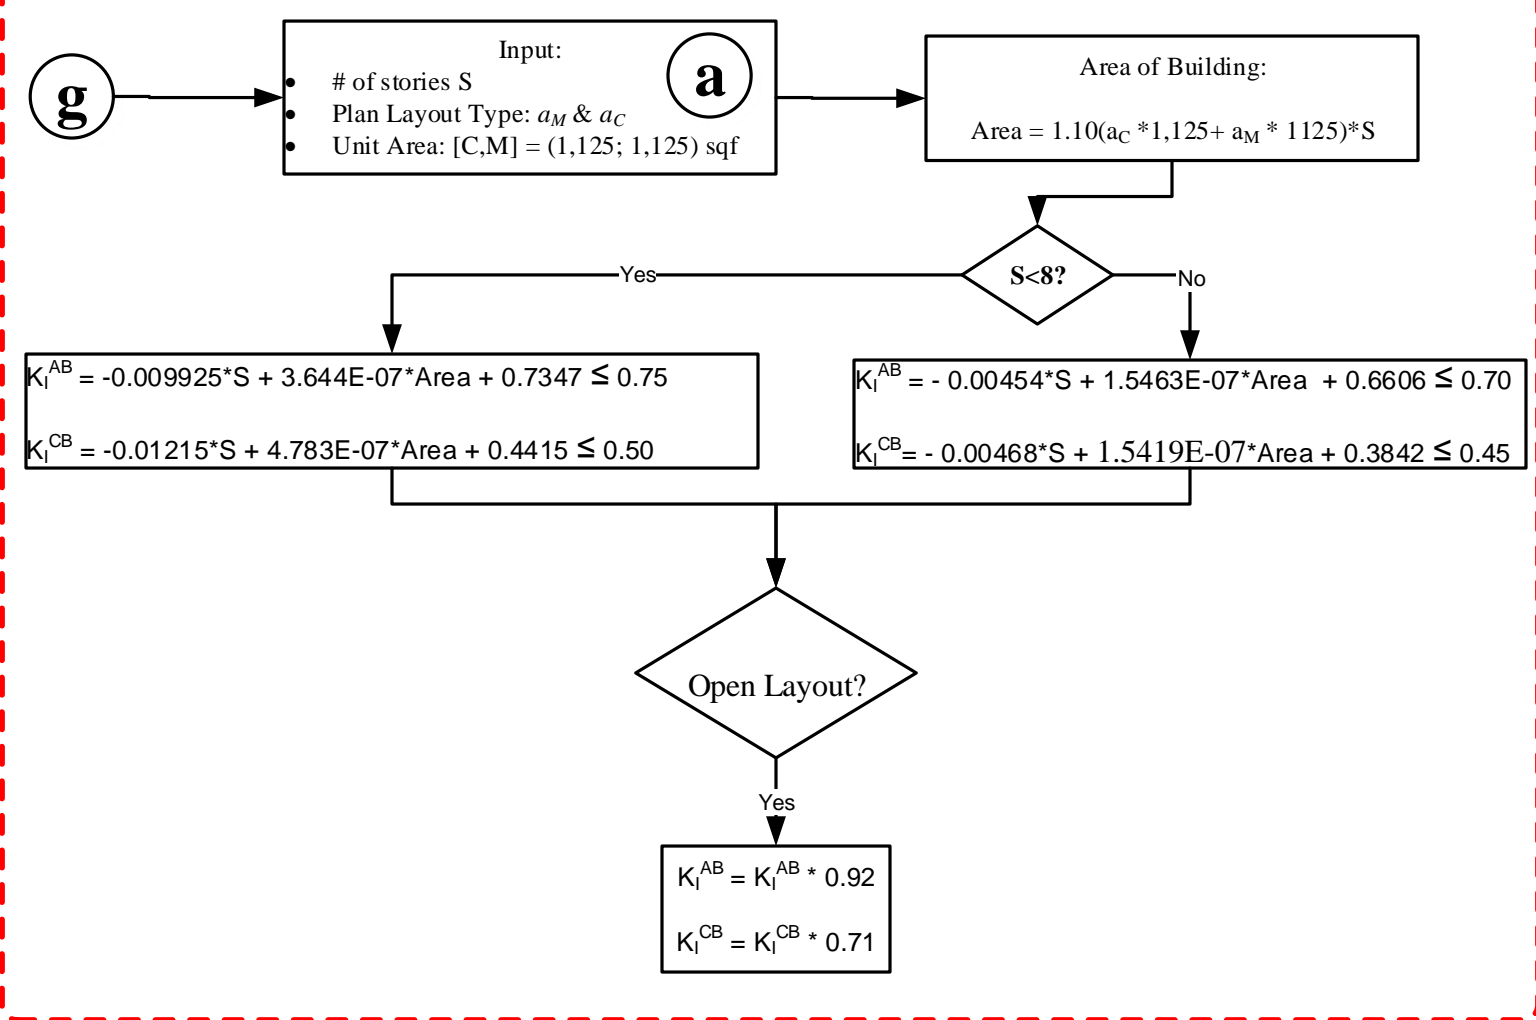 g
Input:
• # of stories S
• Plan Layout Type: a_M & a_C
• Unit Area: [C,M] = (1,125; 1,125) sqf
a
Area of Building:
Area = 1.10(a_C *1,125+ a_M * 1125)*S
S<8?
Yes
No
K_I^AB = -0.009925*S + 3.644E-07*Area + 0.7347 ≤ 0.75
K_I^CB = -0.01215*S + 4.783E-07*Area + 0.4415 ≤ 0.50
K_I^AB = - 0.00454*S + 1.5463E-07*Area + 0.6606 ≤ 0.70
K_I^CB= - 0.00468*S + 1.5419E-07*Area + 0.3842 ≤ 0.45
Open Layout?
Yes
K_I^AB = K_I^AB * 0.92
K_I^CB = K_I^CB * 0.71